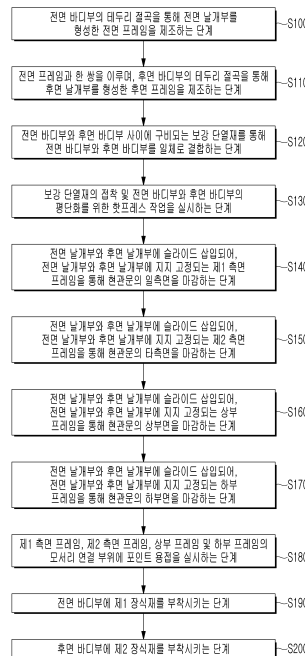 전면 바디부의 테두리 절곡을 통해 전면 날개부를
형성한 전면 프레임을 제조하는 단계
S100
전면 프레임과 한 쌍을 이루며, 후면 바디부의 테두리 절곡을 통해
후면 날개부를 형성한 후면 프레임을 제조하는 단계
S110
전면 바디부와 후면 바디부 사이에 구비되는 보강 단열재를 통해
전면 바디부와 후면 바디부를 일체로 결합하는 단계
S120
보강 단열재의 접착 및 전면 바디부와 후면 바디부의
평단화를 위한 핫프레스 작업을 실시하는 단계
S130
전면 날개부와 후면 날개부에 슬라이드 삽입되어,
전면 날개부와 후면 날개부에 지지 고정되는 제1 측면
프레임을 통해 현관문의 일측면을 마감하는 단계
S140
전면 날개부와 후면 날개부에 슬라이드 삽입되어,
전면 날개부와 후면 날개부에 지지 고정되는 제2 측면
프레임을 통해 현관문의 타측면을 마감하는 단계
S150
전면 날개부와 후면 날개부에 슬라이드 삽입되어,
전면 날개부와 후면 날개부에 지지 고정되는 상부
프레임을 통해 현관문의 상부면을 마감하는 단계
S160
전면 날개부와 후면 날개부에 슬라이드 삽입되어,
전면 날개부와 후면 날개부에 지지 고정되는 하부
프레임을 통해 현관문의 하부면을 마감하는 단계
S170
제1 측면 프레임, 제2 측면 프레임, 상부 프레임 및 하부 프레임의
모서리 연결 부위에 포인트 용접을 실시하는 단계
S180
전면 바디부에 제1 장식재를 부착시키는 단계
S190
후면 바디부에 제2 장식재를 부착시키는 단계
S200